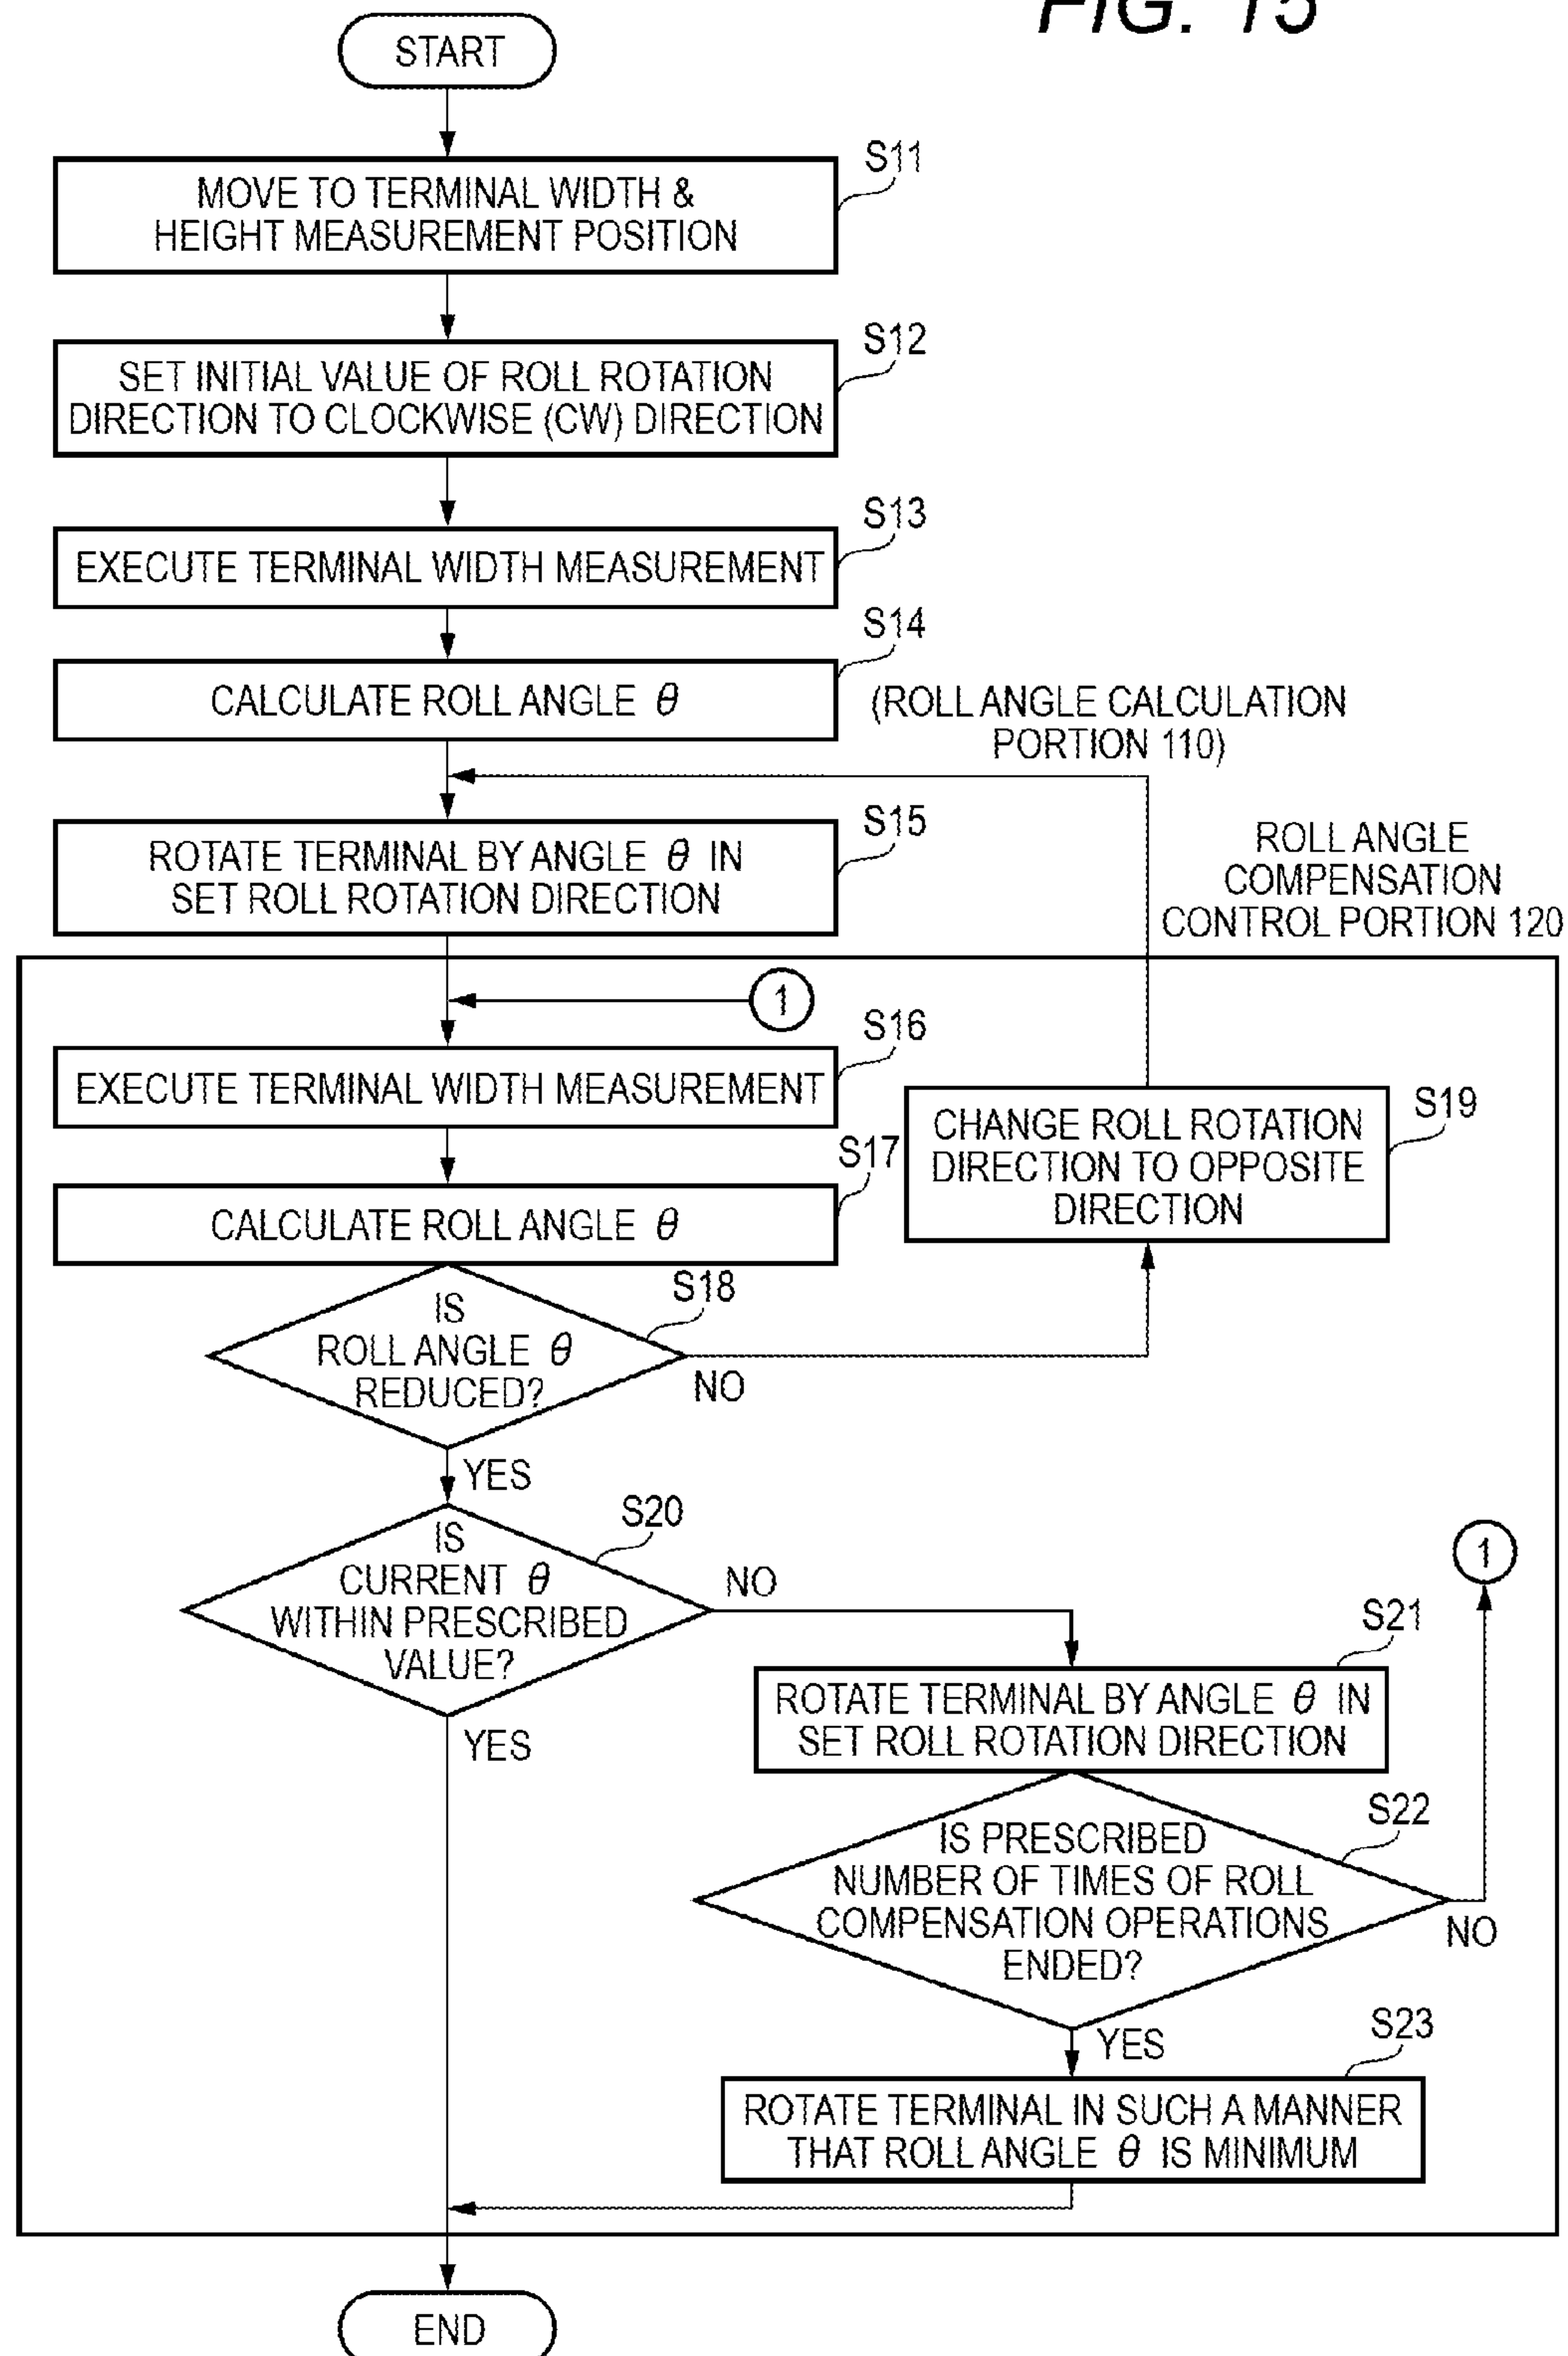 FIG. 15
START
S11
MOVE TO TERMINAL WIDTH &
HEIGHT MEASUREMENT POSITION
S12
SET INITIAL VALUE OF ROLL ROTATION
DIRECTION TO CLOCKWISE (CW) DIRECTION
S13
EXECUTE TERMINAL WIDTH MEASUREMENT
S14
CALCULATE ROLL ANGLE θ
(ROLL ANGLE CALCULATION
PORTION 110)
S15
ROTATE TERMINAL BY ANGLE θ IN
SET ROLL ROTATION DIRECTION
ROLL ANGLE
COMPENSATION
CONTROL PORTION 120
1
S16
EXECUTE TERMINAL WIDTH MEASUREMENT
S17
CALCULATE ROLL ANGLE θ
S19
CHANGE ROLL ROTATION
DIRECTION TO OPPOSITE
DIRECTION
S18
IS
ROLL ANGLE θ
REDUCED?
NO
YES
S20
IS
CURRENT θ
WITHIN PRESCRIBED
VALUE?
NO
YES
1
S21
ROTATE TERMINAL BY ANGLE θ IN
SET ROLL ROTATION DIRECTION
S22
IS PRESCRIBED
NUMBER OF TIMES OF ROLL
COMPENSATION OPERATIONS
ENDED?
NO
YES
S23
ROTATE TERMINAL IN SUCH A MANNER
THAT ROLL ANGLE θ IS MINIMUM
END